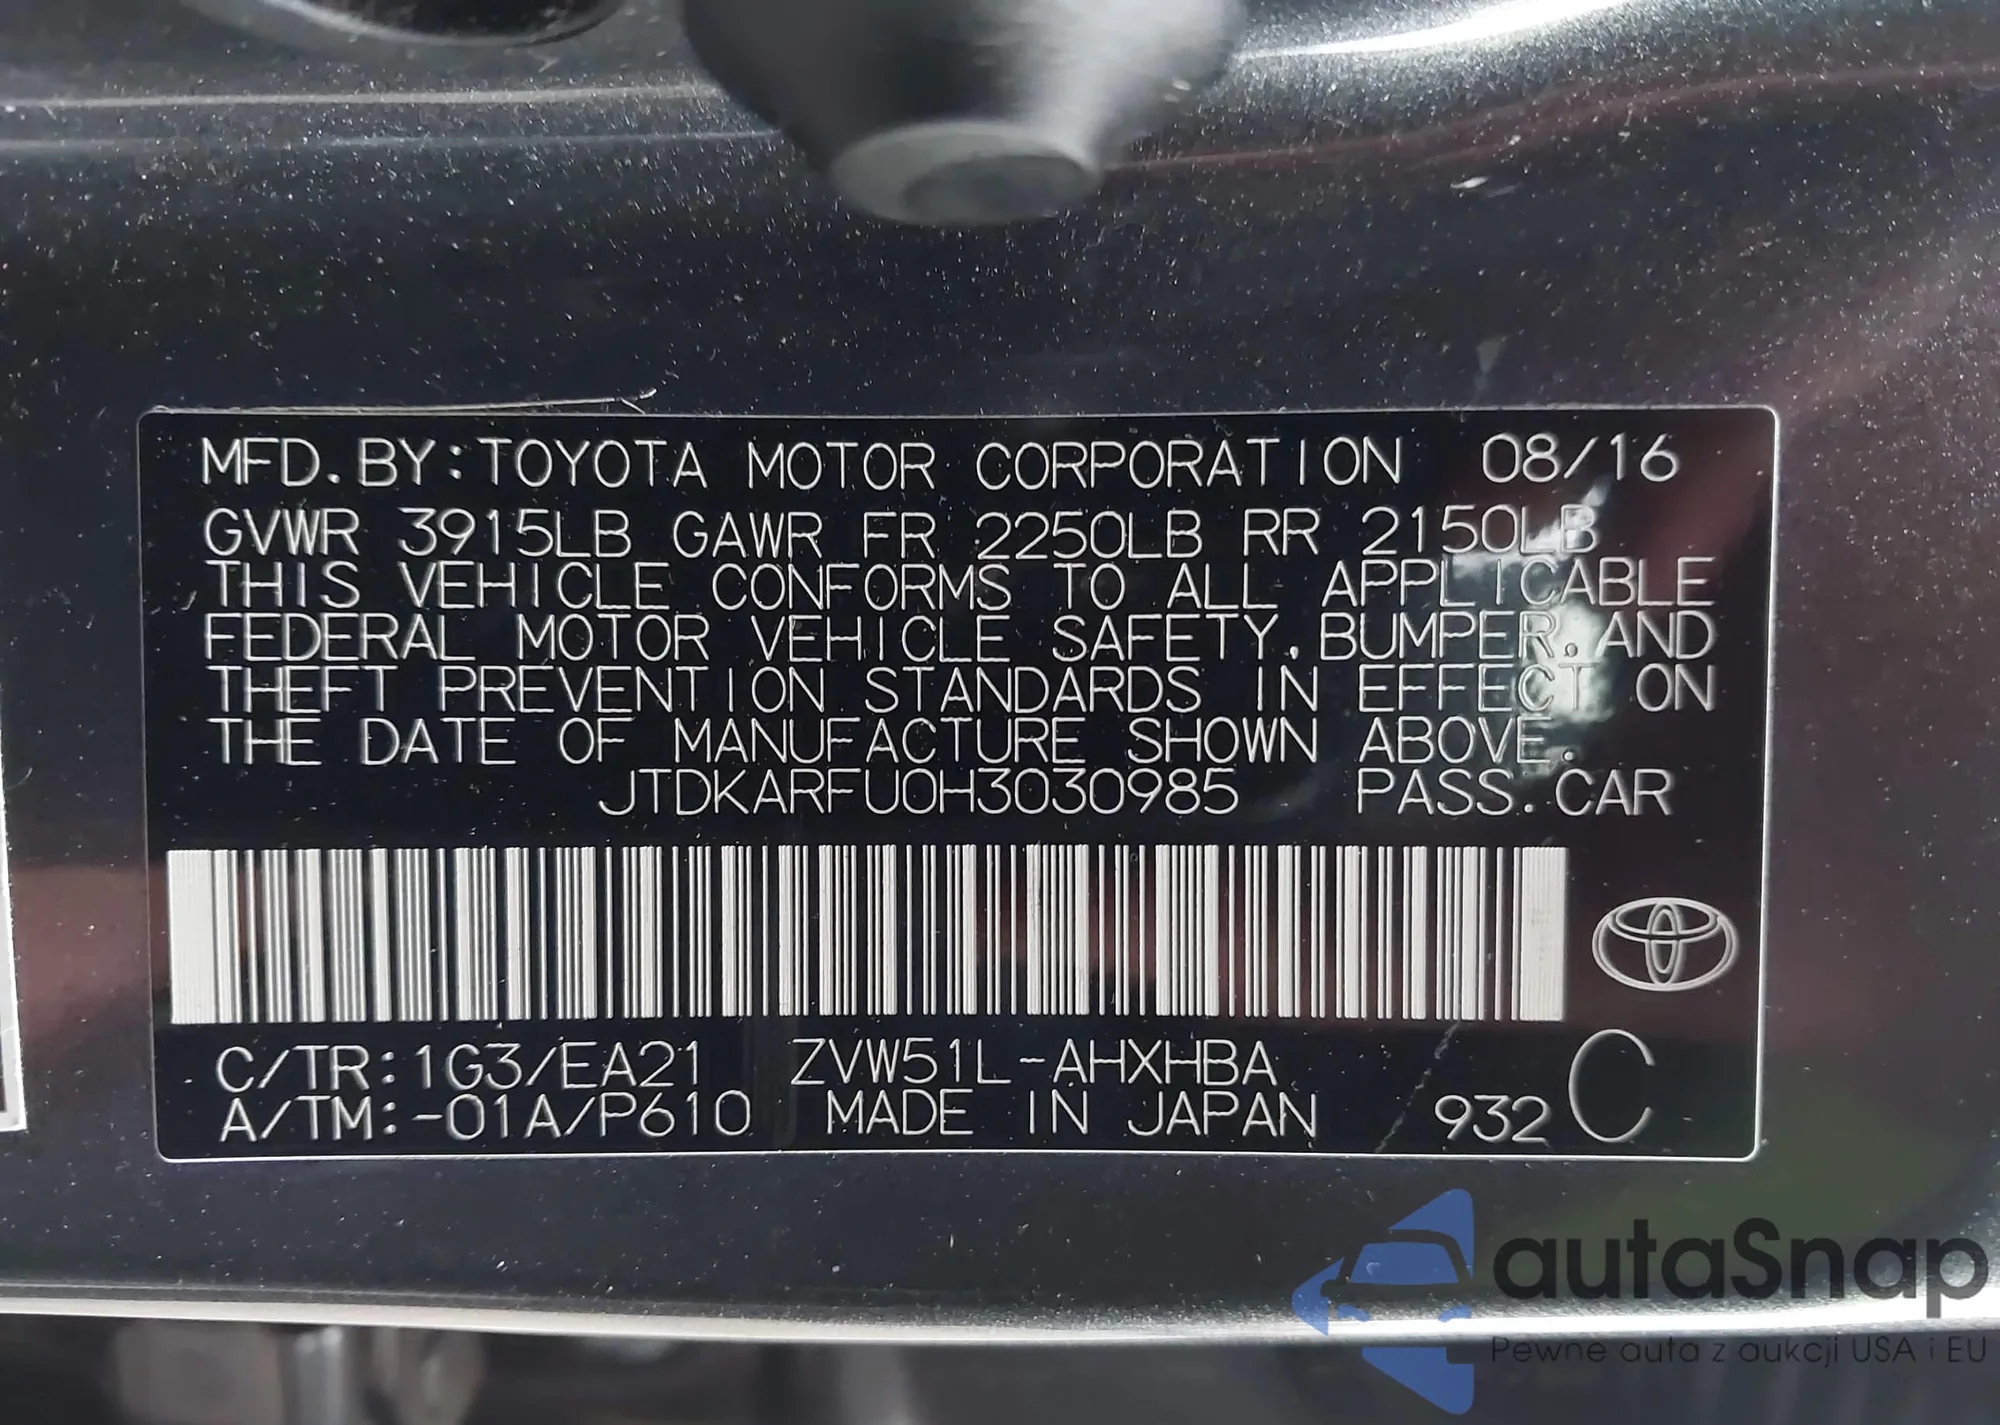 MFD. BY: TOYOTA MOTOR CORPORATION 08/16
GVWR 3915LB GAWR FR 2250LB RR 2150LB
THIS VEHICLE CONFORMS TO ALL APPLICABLE
FEDERAL MOTOR VEHICLE SAFETY, BUMPER, AND
THEFT PREVENTION STANDARDS IN EFFECT ON
THE DATE OF MANUFACTURE SHOWN ABOVE.
JTDKARFU0H3030985 PASS. CAR
C/TR: 1G3/EA21 ZVW51L-AHXHBA
A/TM: -01A/P610 MADE IN JAPAN 932 C
autaSnap
Pewne auta z aukcji USA i EU